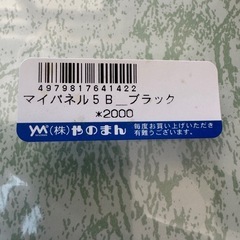 4979817641422
マイパネル5B__ブラック
*2000
ym (株)やのまん
毎度お買い上げいただき
有難うございます。